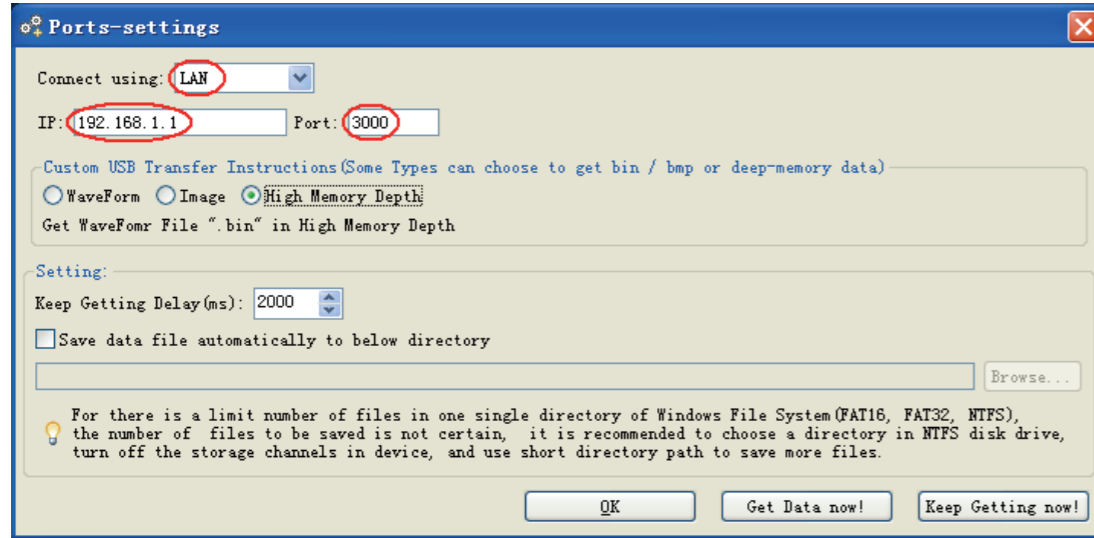 Ports-settings
Connect using: LAN
IP: 192.168.1.1 Port: 3000
Custom USB Transfer Instructions(Some Types can choose to get bin / bmp or deep-memory data)
WaveForm Image High Memory Depth
Get WaveFomr File ".bin" in High Memory Depth
Setting:
Keep Getting Delay(ms): 2000
Save data file automatically to below directory
Browse...
For there is a limit number of files in one single directory of Windows File System(FAT16, FAT32, NTFS),
the number of files to be saved is not certain, it is recommended to choose a directory in NTFS disk drive,
turn off the storage channels in device, and use short directory path to save more files.
OK Get Data now! Keep Getting now!